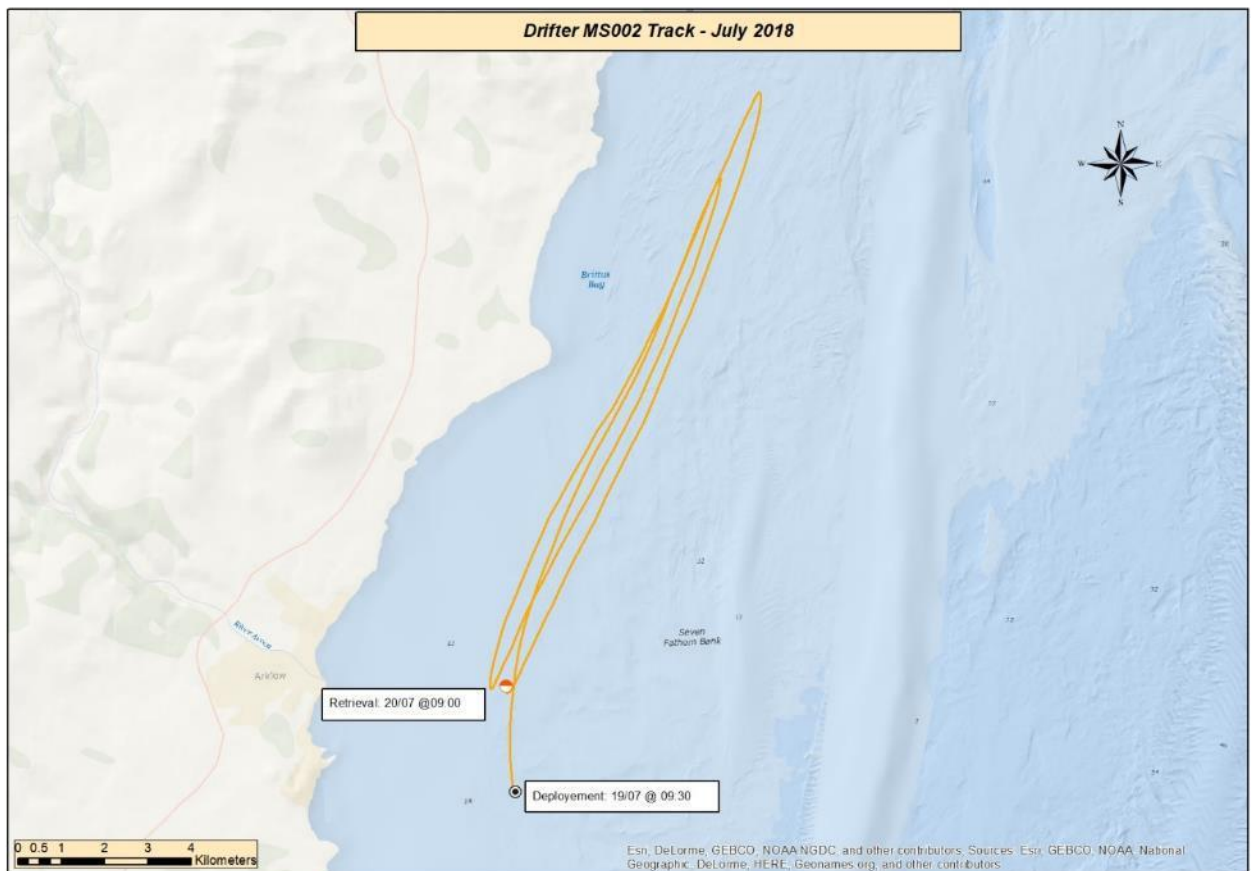 Drifter MS002 Track - July 2018
N
W
E
S
Brittas
Bay
Seven
Fathom Bank
Arklow
Retrieval: 20/07 @09:00
Deployement: 19/07 @ 09:30
0 0.5 1 2 3 4
Kilometers
Esri, DeLorme, GEBCO, NOAA NGDC, and other contributors, Sources: Esri, GEBCO, NOAA, National
Geographic, DeLorme, HERE, Geonames.org, and other contributors